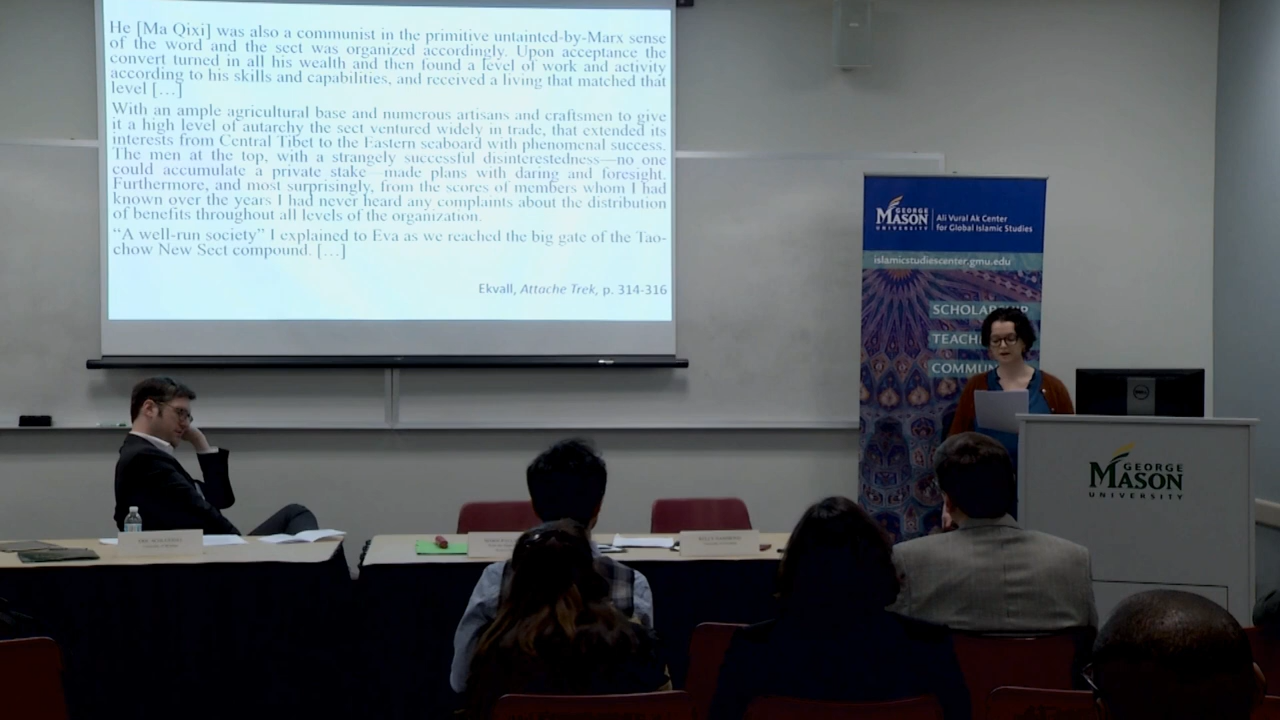 He [Ma Qixi] was also a communist in the primitive untainted-by-Marx sense
of the word and the sect was organized accordingly. Upon acceptance the
convert turned in all his wealth and then found a level of work and activity
according to his skills and capabilities, and received a living that matched that
level […]
With an ample agricultural base and numerous artisans and craftsmen to give
it a high level of autarchy the sect ventured widely in trade, that extended its
interests from Central Tibet to the Eastern seaboard with phenomenal success.
The men at the top, with a strangely successful disinterestedness—no one
could accumulate a private stake—made plans with daring and foresight.
Furthermore, and most surprisingly, from the scores of members whom I had
known over the years I had never heard any complaints about the distribution
of benefits throughout all levels of the organization.
“A well-run society” I explained to Eva as we reached the big gate of the Tao-
chow New Sect compound. […]
Ekvall, Attache Trek, p. 314-316
GEORGE
MASON
UNIVERSITY
Ali Vural Ak Center
for Global Islamic Studies
islamicstudiescenter.gmu.edu
SCHOLARSHIP
TEACH
COMMUN
DELL
GEORGE
MASON
UNIVERSITY